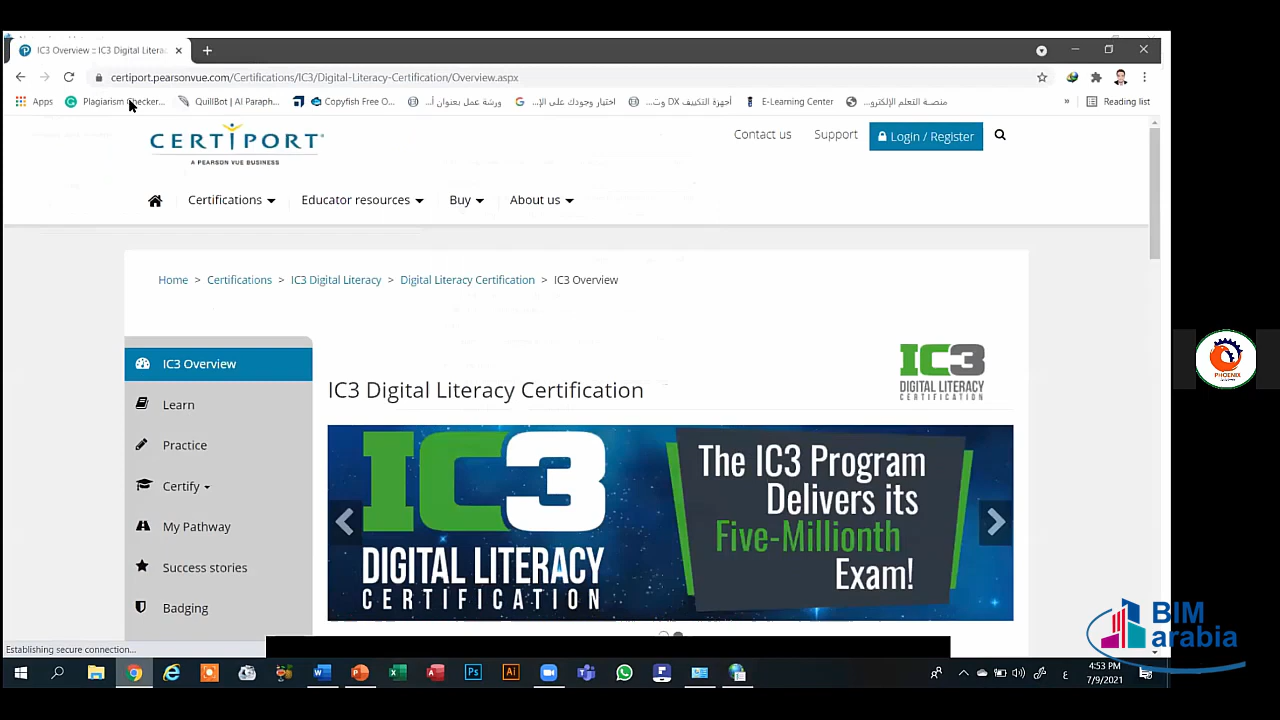 IC3 Overview :: IC3 Digital Litera
certiport.pearsonvue.com/Certifications/IC3/Digital-Literacy-Certification/Overview.aspx
Apps
Plagiarism Checker...
QuillBot | AI Paraph...
Copyfish Free O...
ورشة عمل بعنوان أ...
اختبار وجودك على الإ...
أجهزة التكييف DX وت...
E-Learning Center
منصة التعلم الإلكترو...
»
Reading list
CERTIPORT
A PEARSON VUE BUSINESS
Contact us
Support
Login / Register
Certifications
Educator resources
Buy
About us
Home > Certifications > IC3 Digital Literacy > Digital Literacy Certification > IC3 Overview
IC3 Overview
Learn
Practice
Certify
My Pathway
Success stories
Badging
IC3
DIGITAL LITERACY
CERTIFICATION
IC3 Digital Literacy Certification
IC3
DIGITAL LITERACY
CERTIFICATION
The IC3 Program
Delivers its
Five-Millionth
Exam!
PHOENIX
BIM
arabia
Establishing secure connection...
ع
4:53 PM
7/9/2021